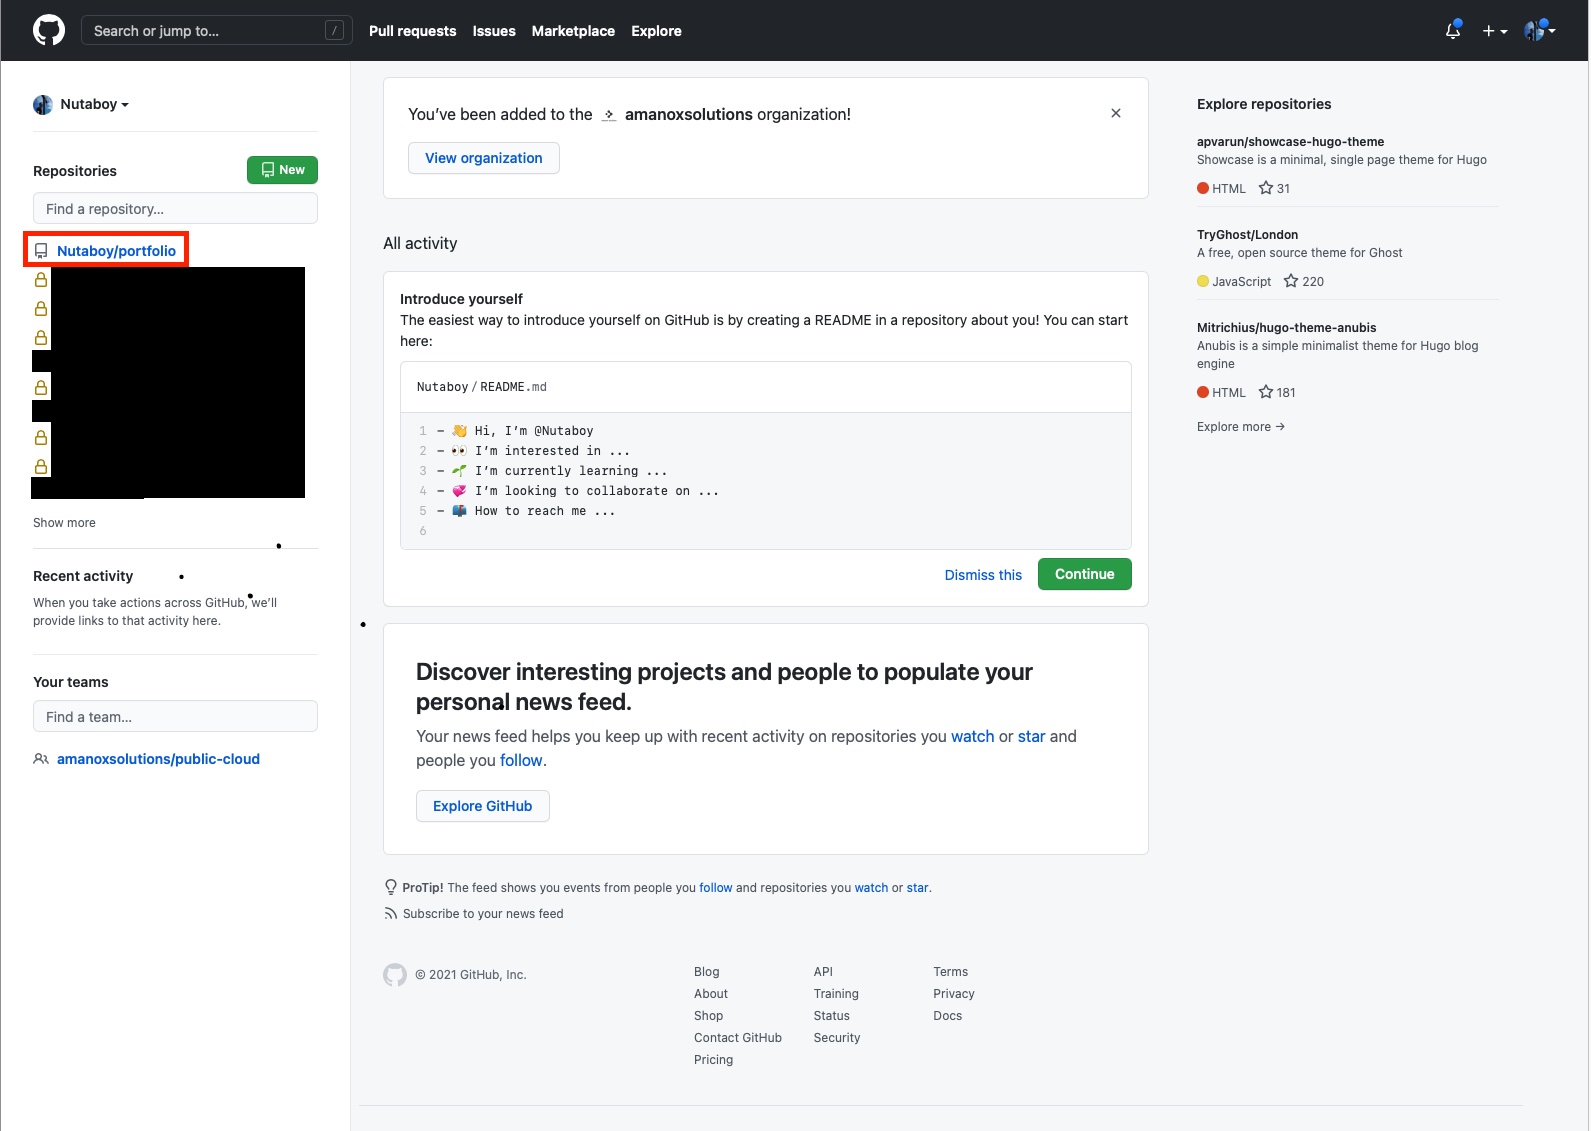 Search or jump to... /
Pull requests Issues Marketplace Explore
Nutaboy
Repositories
New
Find a repository...
Nutaboy/portfolio
Show more
Recent activity
When you take actions across GitHub, we’ll
provide links to that activity here.
Your teams
Find a team...
amanoxsolutions/public-cloud
You’ve been added to the amanoxsolutions organization!
View organization
All activity
Introduce yourself
The easiest way to introduce yourself on GitHub is by creating a README in a repository about you! You can start
here:
Nutaboy / README.md
1 - 👋 Hi, I’m @Nutaboy
2 - 👀 I’m interested in ...
3 - 🌱 I’m currently learning ...
4 - 💞️ I’m looking to collaborate on ...
5 - 📫 How to reach me ...
6
Dismiss this
Continue
Discover interesting projects and people to populate your
personal news feed.
Your news feed helps you keep up with recent activity on repositories you watch or star and
people you follow.
Explore GitHub
ProTip! The feed shows you events from people you follow and repositories you watch or star.
Subscribe to your news feed
© 2021 GitHub, Inc.
Blog
About
Shop
Contact GitHub
Pricing
API
Training
Status
Security
Terms
Privacy
Docs
Explore repositories
apvarun/showcase-hugo-theme
Showcase is a minimal, single page theme for Hugo
HTML 31
TryGhost/London
A free, open source theme for Ghost
JavaScript 220
Mitrichius/hugo-theme-anubis
Anubis is a simple minimalist theme for Hugo blog
engine
HTML 181
Explore more →